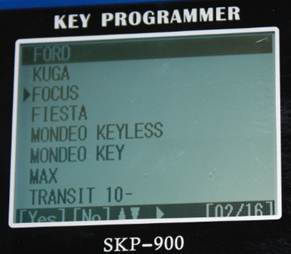 KEY PROGRAMMER
FORD
KUGA
▶FOCUS
FIESTA
MONDEO KEYLESS
MONDEO KEY
MAX
TRANSIT 10-
[Yes] [No] ▲▼ ▶ [02/16]
SKP-900